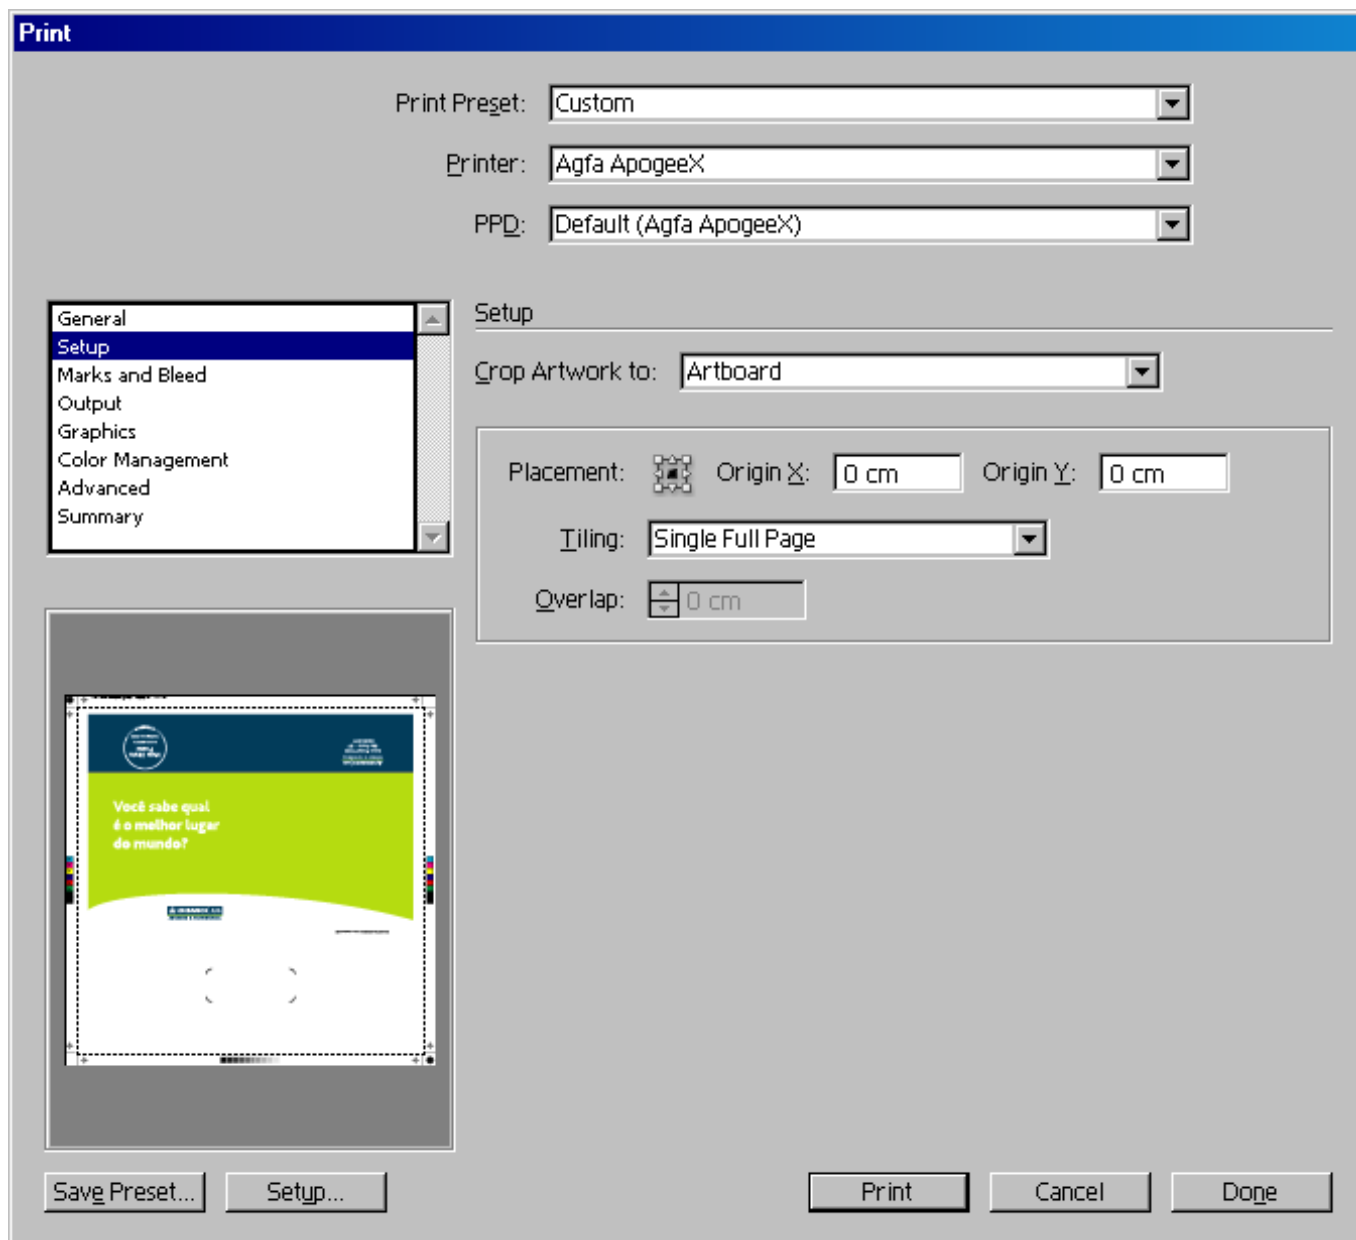 Print
Print Preset: Custom
Printer: Agfa ApogeeX
PPD: Default (Agfa ApogeeX)
General
Setup
Marks and Bleed
Output
Graphics
Color Management
Advanced
Summary
Setup
Crop Artwork to: Artboard
Placement: Origin X: 0 cm Origin Y: 0 cm
Tiling: Single Full Page
Overlap: 0 cm
Você sabe qual
é o melhor lugar
do mundo?
Save Preset... Setup... Print Cancel Done